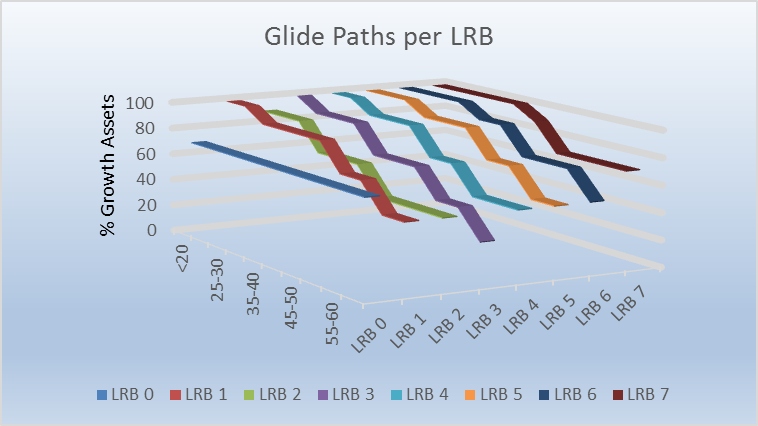 Glide Paths per LRB
% Growth Assets
100
80
60
40
20
0
<20
25-30
35-40
45-50
55-60
LRB 0
LRB 1
LRB 2
LRB 3
LRB 4
LRB 5
LRB 6
LRB 7
LRB 0 LRB 1 LRB 2 LRB 3 LRB 4 LRB 5 LRB 6 LRB 7